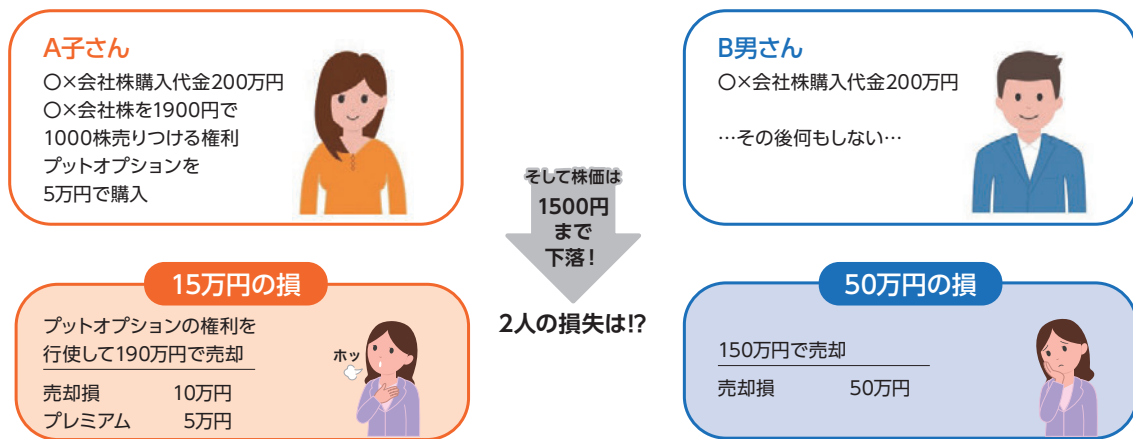 A子さん
〇×会社株購入代金200万円
〇×会社株を1900円で
1000株売りつける権利
プットオプションを
5万円で購入
B男さん
〇×会社株購入代金200万円
…その後何もしない…
そして株価は
1500円
まで
下落！
2人の損失は!?
15万円の損
プットオプションの権利を
行使して190万円で売却
売却損 10万円
プレミアム 5万円
ホッ
50万円の損
150万円で売却
売却損 50万円